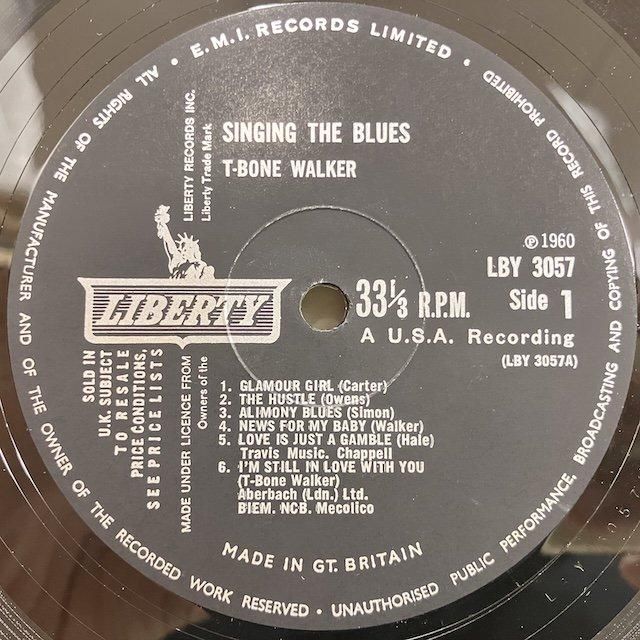 E.M.I. RECORDS LIMITED •
ALL RIGHTS OF THE MANUFACTURER AND OF THE OWNER OF THE RECORDED WORK RESERVED • UNAUTHORISED PUBLIC PERFORMANCE, BROADCASTING AND COPYING OF THIS RECORD PROHIBITED
SINGING THE BLUES
T-BONE WALKER
LIBERTY RECORDS INC.
Liberty Trade Mark
LIBERTY
SOLD IN
U.K. SUBJECT
TO RESALE
PRICE CONDITIONS,
SEE PRICE LISTS
MADE UNDER LICENCE FROM
Owners of the
33⅓ R.P.M.
℗ 1960
LBY 3057
Side 1
A U.S.A. Recording
(LBY 3057A)
1. GLAMOUR GIRL (Carter)
2. THE HUSTLE (Owens)
3. ALIMONY BLUES (Simon)
4. NEWS FOR MY BABY (Walker)
5. LOVE IS JUST A GAMBLE (Hale)
Travis Music. Chappell
6. I'M STILL IN LOVE WITH YOU
(T-Bone Walker)
Aberbach (Ldn.) Ltd.
BIEM. NCB. Mecolico
MADE IN GT. BRITAIN